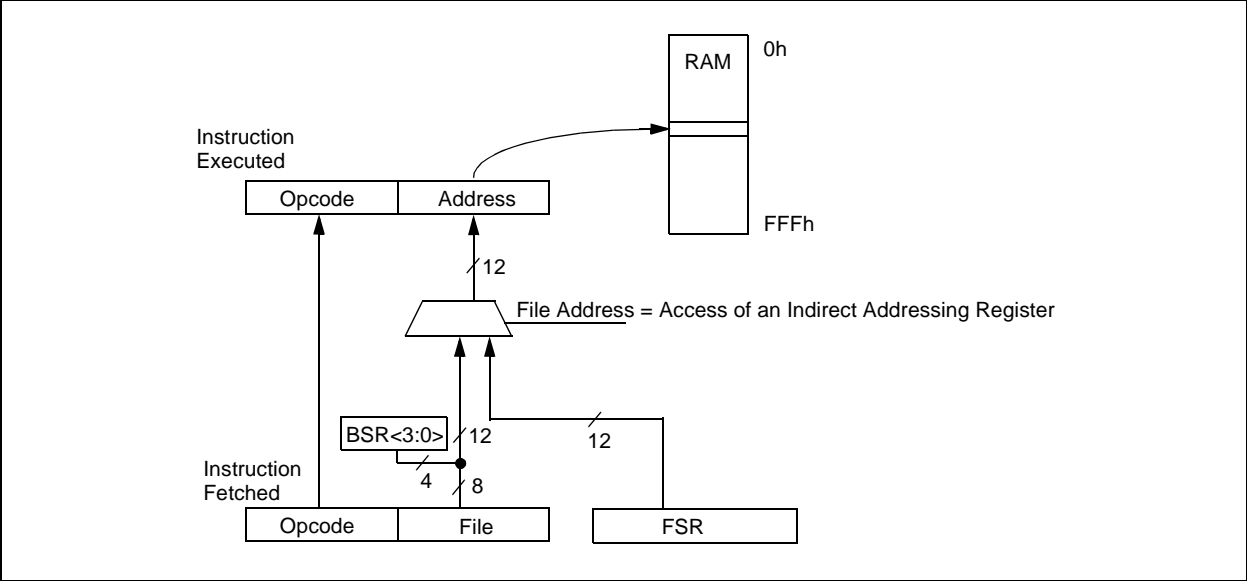 RAM
0h
Instruction
Executed
Opcode
Address
FFFh
12
File Address = Access of an Indirect Addressing Register
BSR<3:0>
12
12
Instruction
Fetched
4
8
Opcode
File
FSR